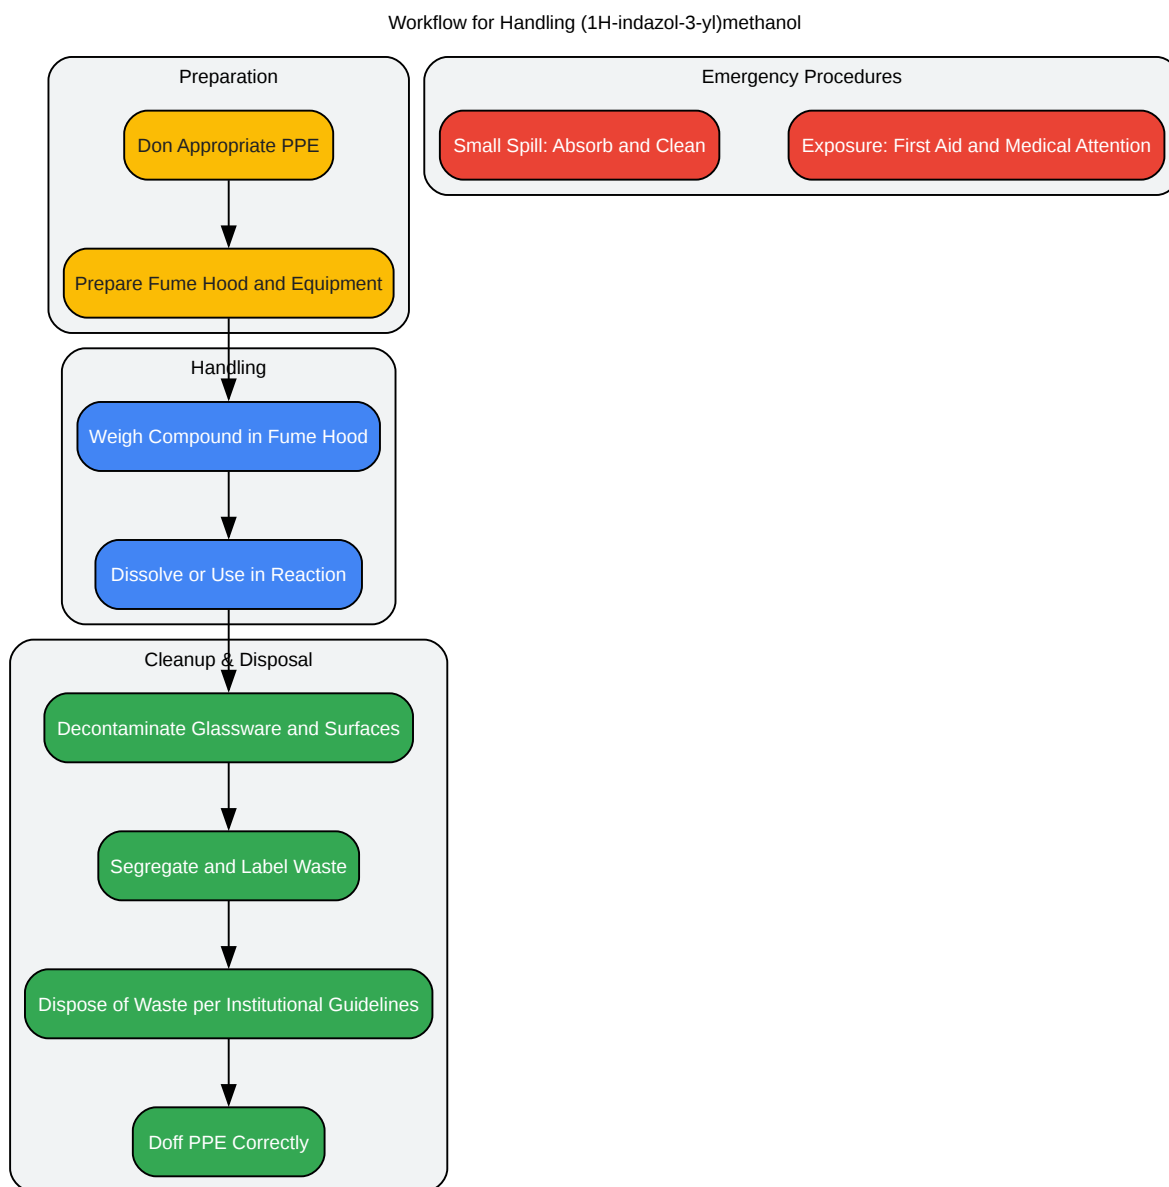 Workflow for Handling (1H-indazol-3-yl)methanol
Preparation
Don Appropriate PPE
Prepare Fume Hood and Equipment
Handling
Weigh Compound in Fume Hood
Dissolve or Use in Reaction
Cleanup & Disposal
Decontaminate Glassware and Surfaces
Segregate and Label Waste
Dispose of Waste per Institutional Guidelines
Doff PPE Correctly
Emergency Procedures
Small Spill: Absorb and Clean
Exposure: First Aid and Medical Attention